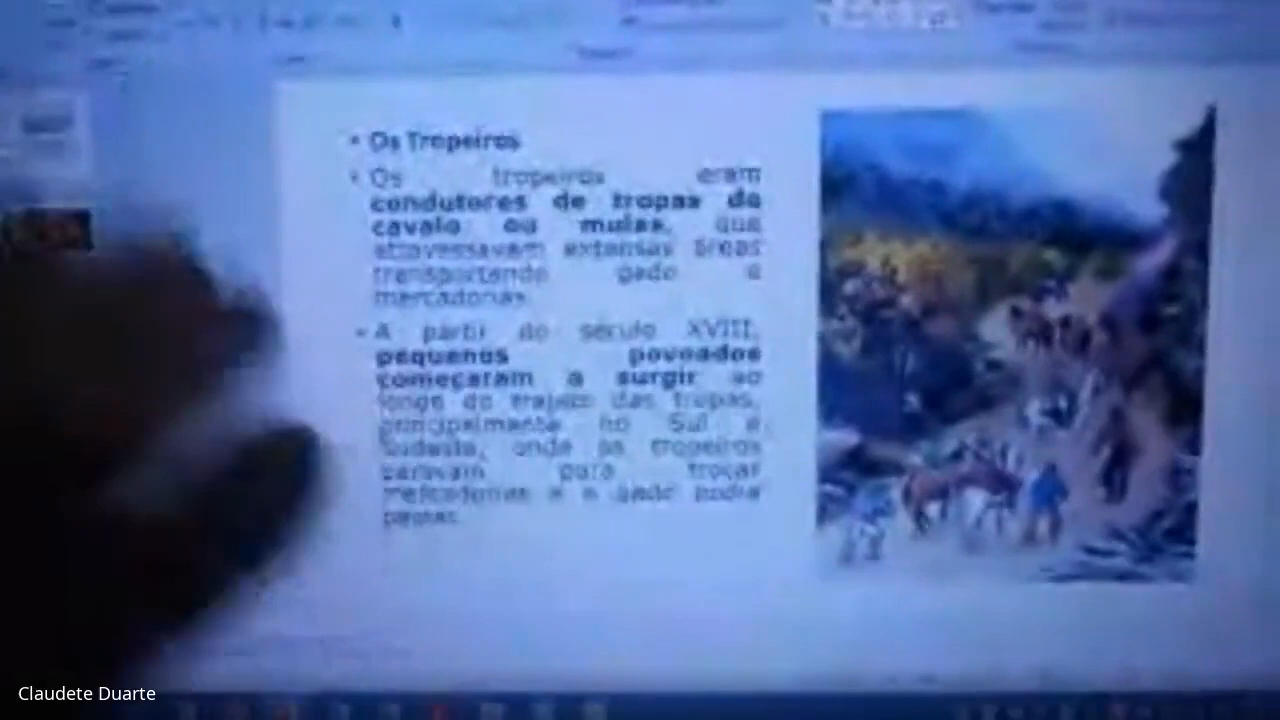 • Os Tropeiros
• Os tropeiros eram
condutores de tropas de
cavalo ou mulas, que
atravessavam extensas áreas
transportando gado e
mercadorias.
• A partir do século XVIII,
pequenos povoados
começaram a surgir ao
longo do trajeto das tropas,
principalmente no Sul e
Sudeste, onde os tropeiros
paravam para trocar
mercadorias e o gado podia
pastar.
Claudete Duarte